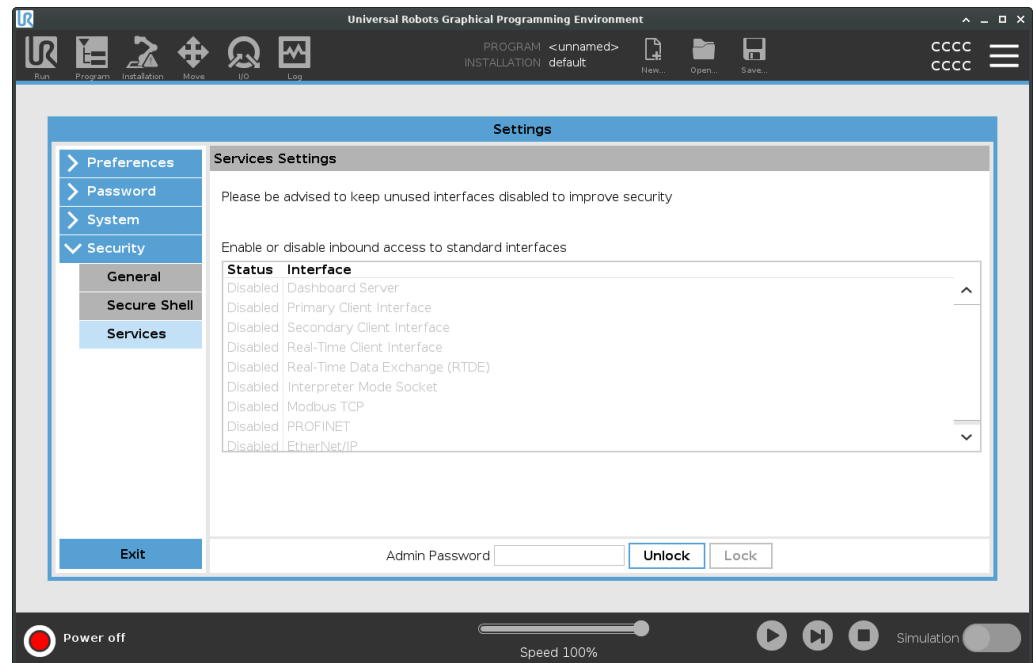 Universal Robots Graphical Programming Environment
UR
Run
Program
Installation
Move
I/O
Log
PROGRAM <unnamed>
INSTALLATION default
New...
Open...
Save...
CCCC
CCCC
Settings
Preferences
Password
System
Security
General
Secure Shell
Services
Exit
Services Settings
Please be advised to keep unused interfaces disabled to improve security
Enable or disable inbound access to standard interfaces
Status Interface
Disabled Dashboard Server
Disabled Primary Client Interface
Disabled Secondary Client Interface
Disabled Real-Time Client Interface
Disabled Real-Time Data Exchange (RTDE)
Disabled Interpreter Mode Socket
Disabled Modbus TCP
Disabled PROFINET
Disabled EtherNet/IP
Admin Password
Unlock
Lock
Power off
Speed 100%
Simulation